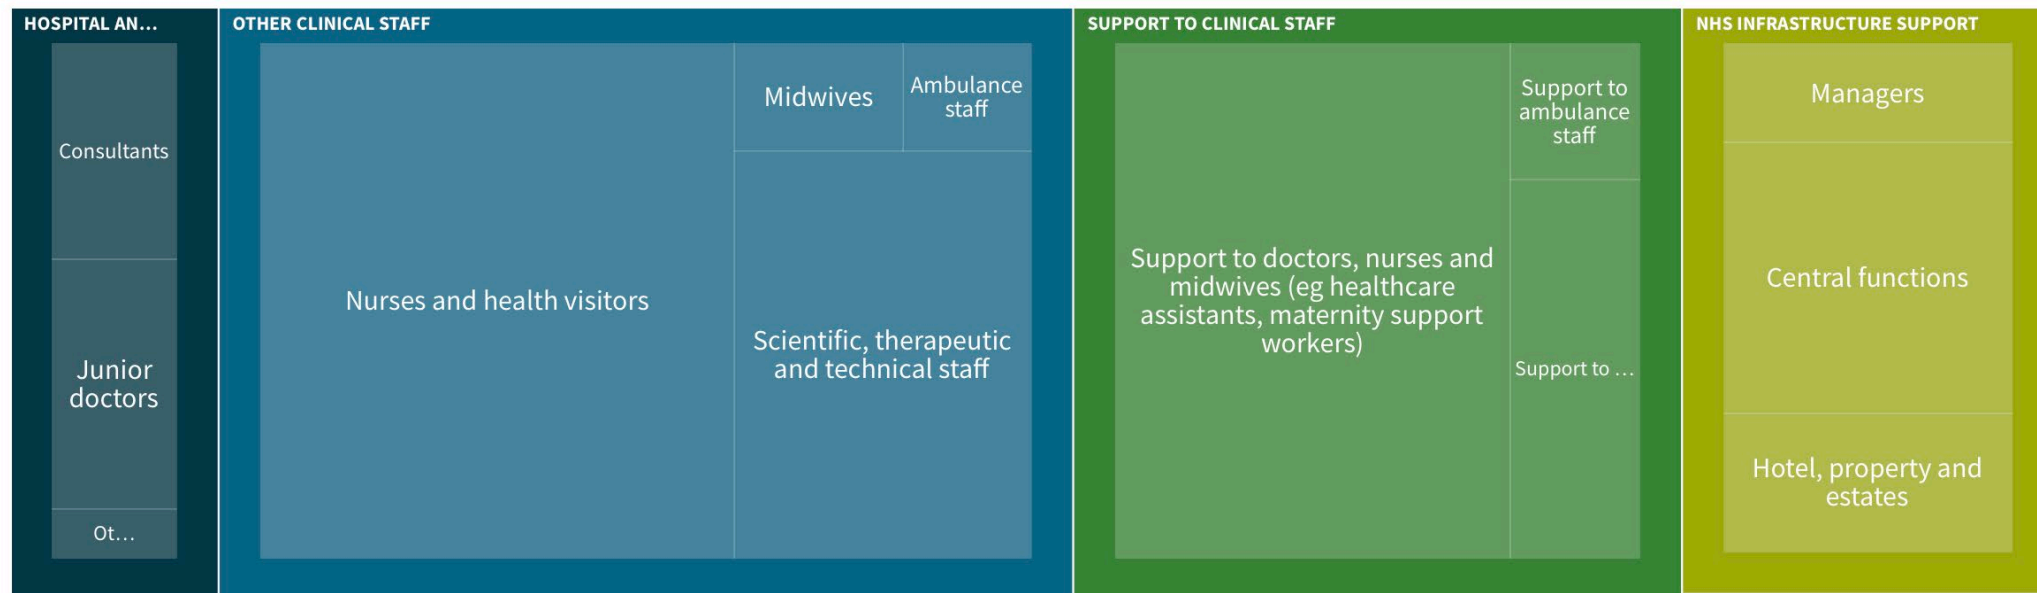 HOSPITAL AN...
Consultants
Junior
doctors
Ot...
OTHER CLINICAL STAFF
Nurses and health visitors
Midwives
Ambulance
staff
Scientific, therapeutic
and technical staff
SUPPORT TO CLINICAL STAFF
Support to doctors, nurses and
midwives (eg healthcare
assistants, maternity support
workers)
Support to
ambulance
staff
Support to ...
NHS INFRASTRUCTURE SUPPORT
Managers
Central functions
Hotel, property and
estates